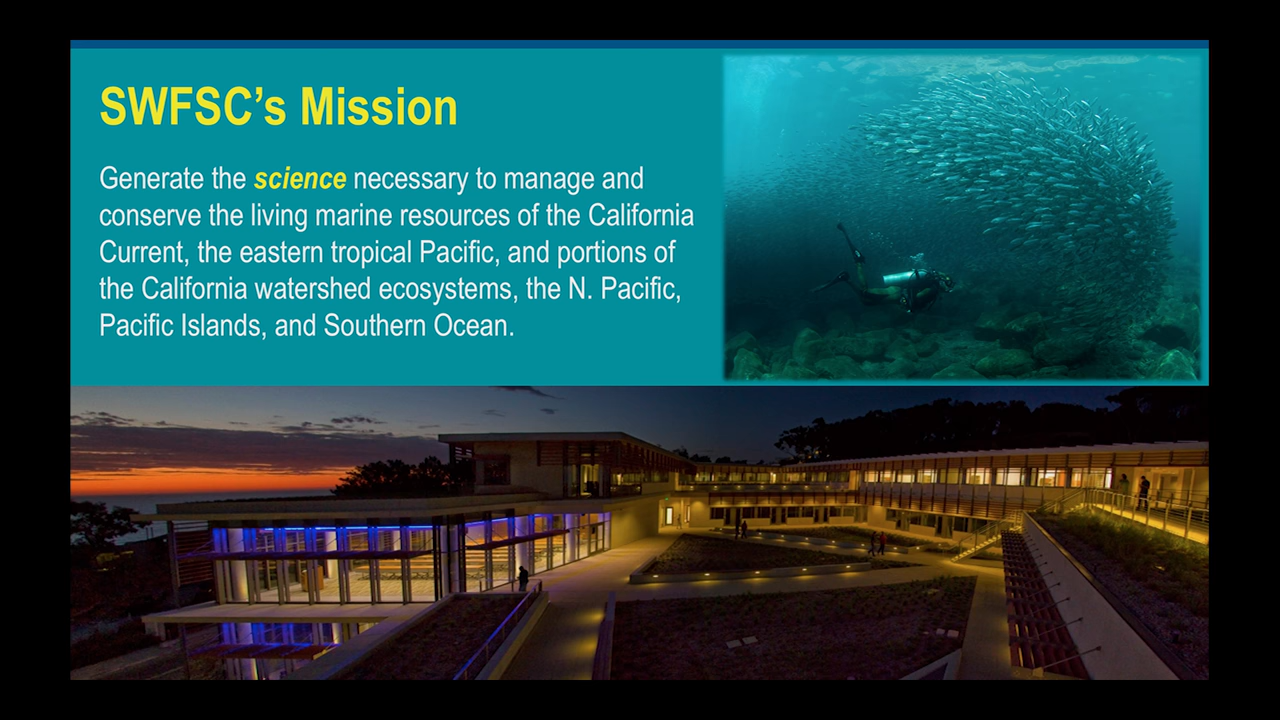 SWFSC’s Mission
Generate the science necessary to manage and
conserve the living marine resources of the California
Current, the eastern tropical Pacific, and portions of
the California watershed ecosystems, the N. Pacific,
Pacific Islands, and Southern Ocean.